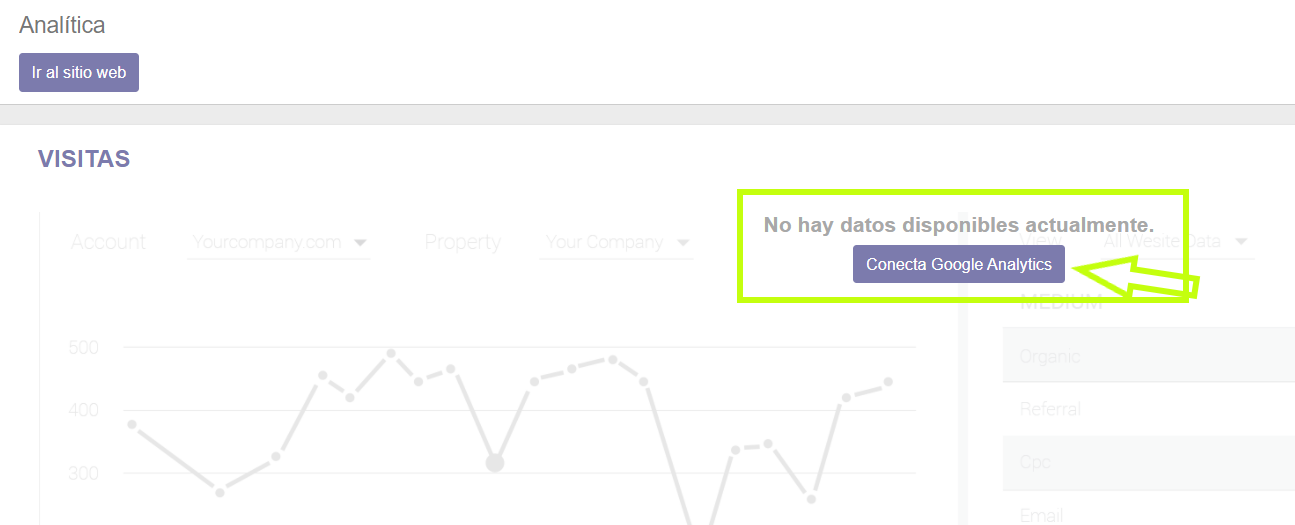 Analítica
Ir al sitio web
VISITAS
No hay datos disponibles actualmente.
Account Yourcompany.com Property Your Company View All Wesite Data
Conecta Google Analytics
MEDIUM
500
Organic
400
Referral
Cpc
300
Email